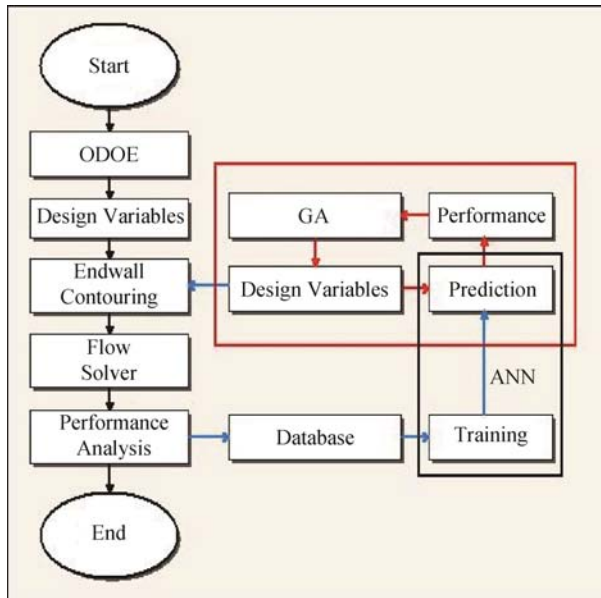 Start
ODOE
Design Variables
Endwall
Contouring
Flow
Solver
Performance
Analysis
End
GA
Performance
Design Variables
Prediction
ANN
Database
Training